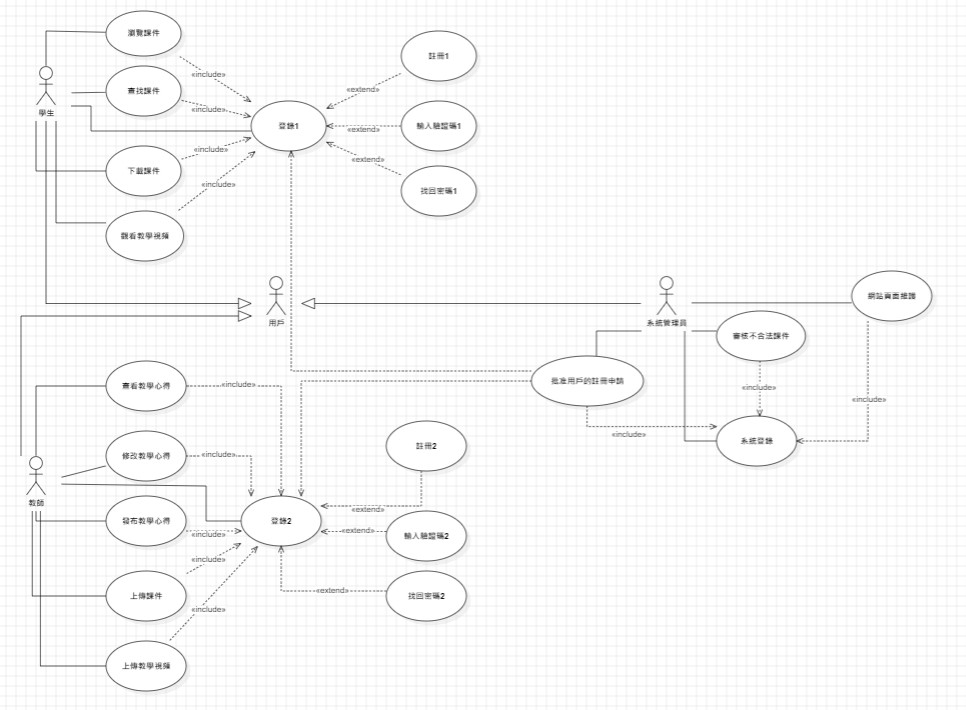 瀏覽課件
«include»
註冊1
學生
查找課件
«extend»
«include»
登錄1
«extend»
輸入驗證碼1
«include»
下載課件
«extend»
«include»
找回密碼1
觀看教學視頻
用戶
系統管理員
網站頁面維護
審核不合法課件
批准用戶的註冊申請
查看教學心得
«include»
«include»
«include»
«include»
系統登錄
註冊2
修改教學心得
«include»
教師
發布教學心得
登錄2
«extend»
«include»
«extend»
輸入驗證碼2
«include»
上傳課件
«extend»
找回密碼2
«include»
上傳教學視頻